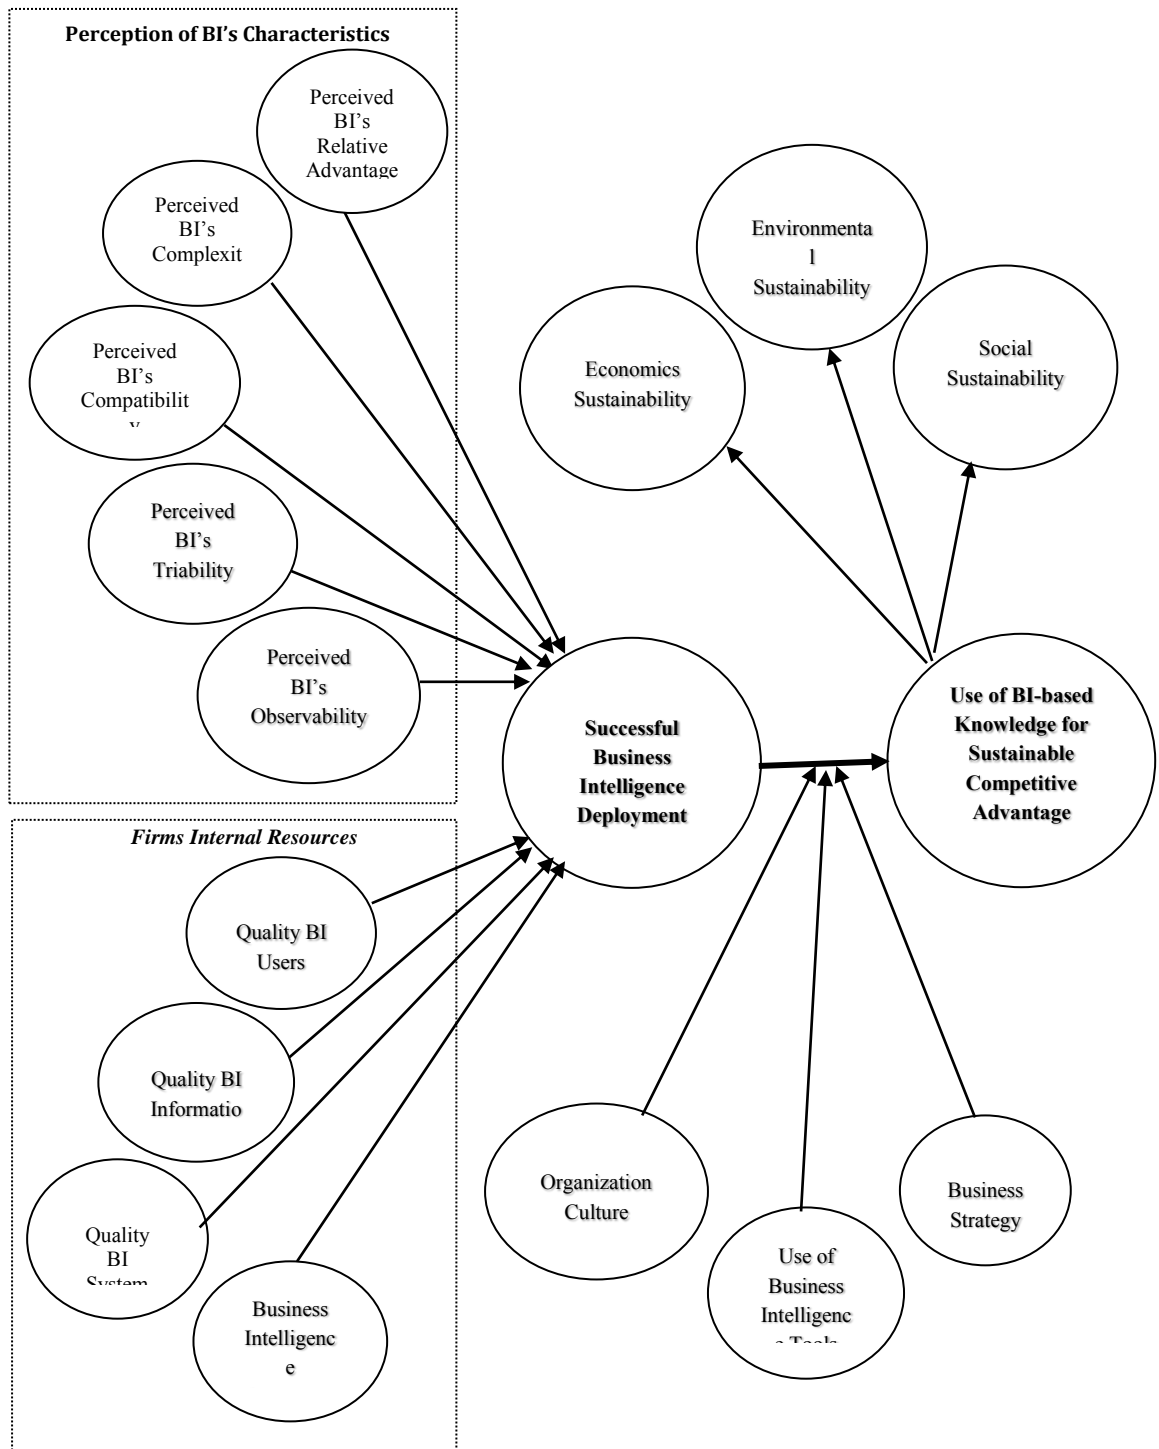 Perception of BI's Characteristics
Perceived
BI's
Relative
Advantage
Perceived
BI's
Complexit
Perceived
BI's
Compatibilit
y
Perceived
BI's
Triability
Perceived
BI's
Observability
Environmenta
l
Sustainability
Economics
Sustainability
Social
Sustainability
Successful
Business
Intelligence
Deployment
Use of BI-based
Knowledge for
Sustainable
Competitive
Advantage
Firms Internal Resources
Quality BI
Users
Quality BI
Informatio
Quality
BI
System
Business
Intelligenc
e
Organization
Culture
Use of
Business
Intelligenc
e Tools
Business
Strategy